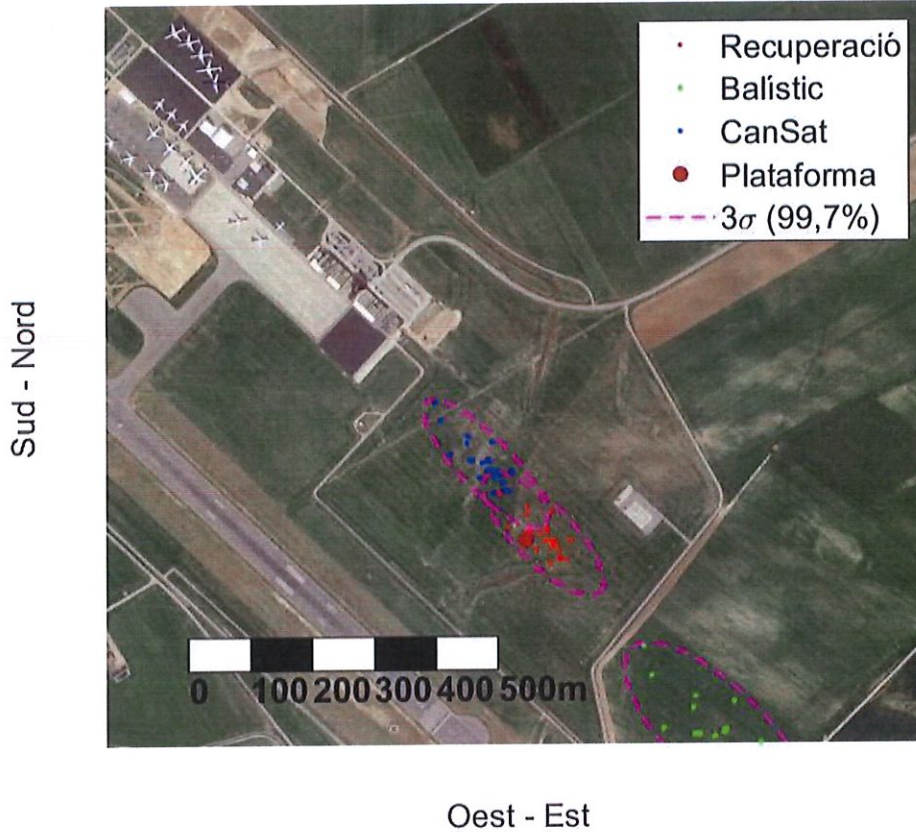 Recuperació
Balístic
CanSat
Plataforma
3σ (99,7%)
Sud - Nord
0 100 200 300 400 500m
Oest - Est